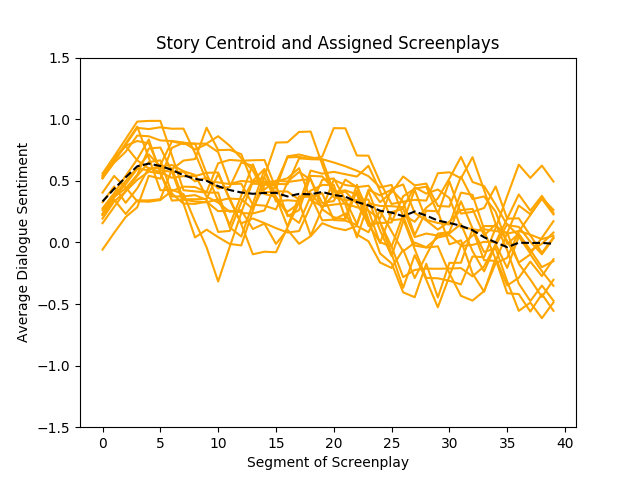 Story Centroid and Assigned Screenplays
1.5
1.0
0.5
0.0
−0.5
−1.0
−1.5
Average Dialogue Sentiment
0 5 10 15 20 25 30 35 40
Segment of Screenplay